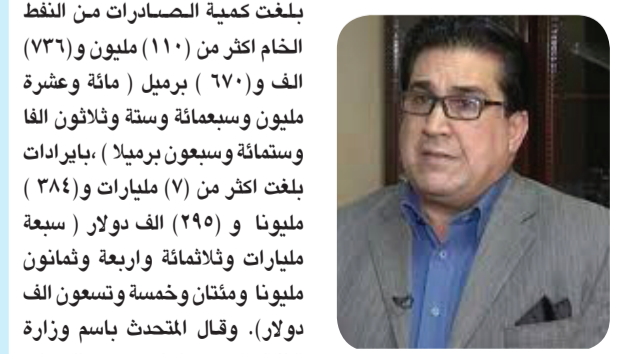 بلغت كمية الصادرات من النفط
الخام اكثر من (١١٠) مليون و(٧٣٦)
الف و(٦٧٠ ) برميل ( مائة وعشرة
مليون وسبعمائة وستة وثلاثون الفا
وستمائة وسبعون برميلا ) ،بايرادات
بلغت اكثر من (٧) مليارات و(٣٨٤ )
مليونا و (٢٩٥) الف دولار ( سبعة
مليارات وثلاثمائة واربعة وثمانون
مليونا ومئتان وخمسة وتسعون الف
دولار). وقال المتحدث باسم وزارة